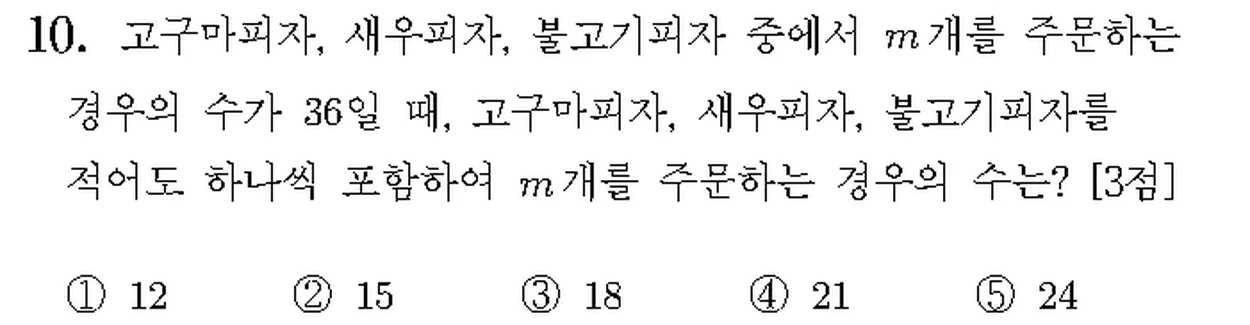 10. 고구마피자, 새우피자, 불고기피자 중에서 m개를 주문하는
경우의 수가 36일 때, 고구마피자, 새우피자, 불고기피자를
적어도 하나씩 포함하여 m개를 주문하는 경우의 수는? [3점]
① 12 ② 15 ③ 18 ④ 21 ⑤ 24